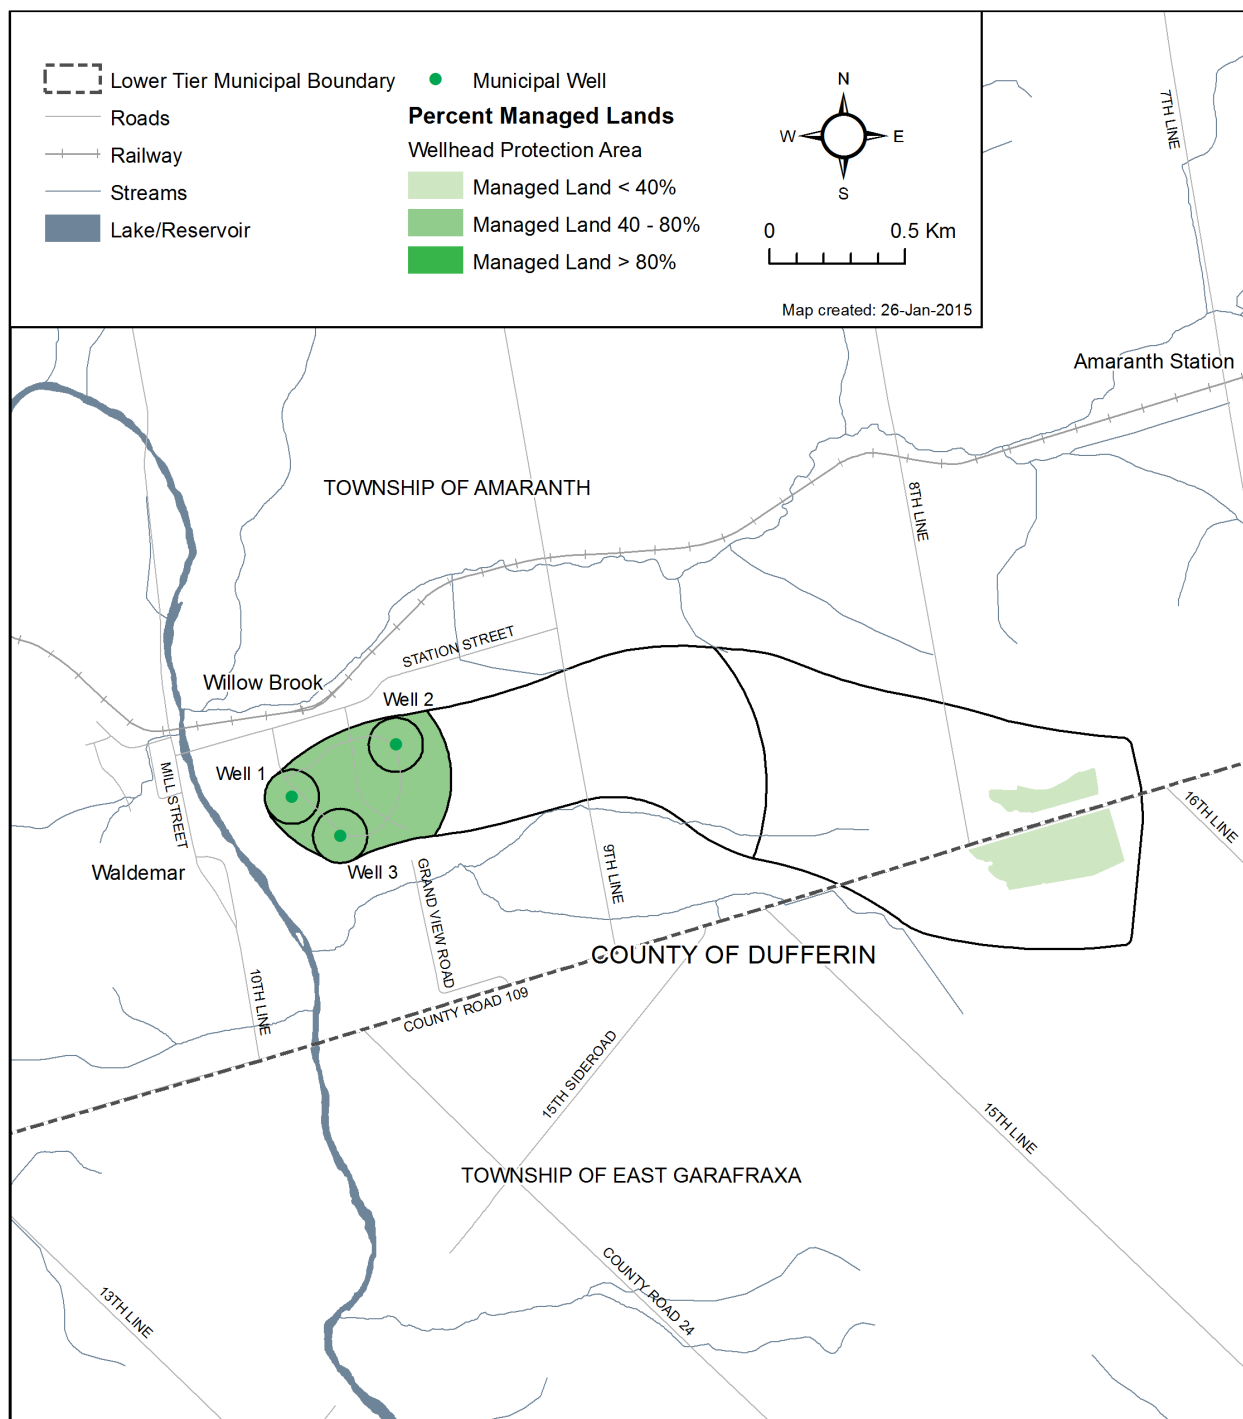 Lower Tier Municipal Boundary
Roads
Railway
Streams
Lake/Reservoir
Municipal Well
Percent Managed Lands
Wellhead Protection Area
Managed Land < 40%
Managed Land 40 - 80%
Managed Land > 80%
N
W
E
S
0 0.5 Km
Map created: 26-Jan-2015
7TH LINE
Amaranth Station
TOWNSHIP OF AMARANTH
8TH LINE
STATION STREET
Willow Brook
Well 2
Well 1
MILL STREET
16TH LINE
Waldemar
Well 3
9TH LINE
GRAND VIEW ROAD
COUNTY OF DUFFERIN
10TH LINE
COUNTY ROAD 109
15TH SIDEROAD
15TH LINE
TOWNSHIP OF EAST GARAFRAXA
COUNTY ROAD 24
13TH LINE